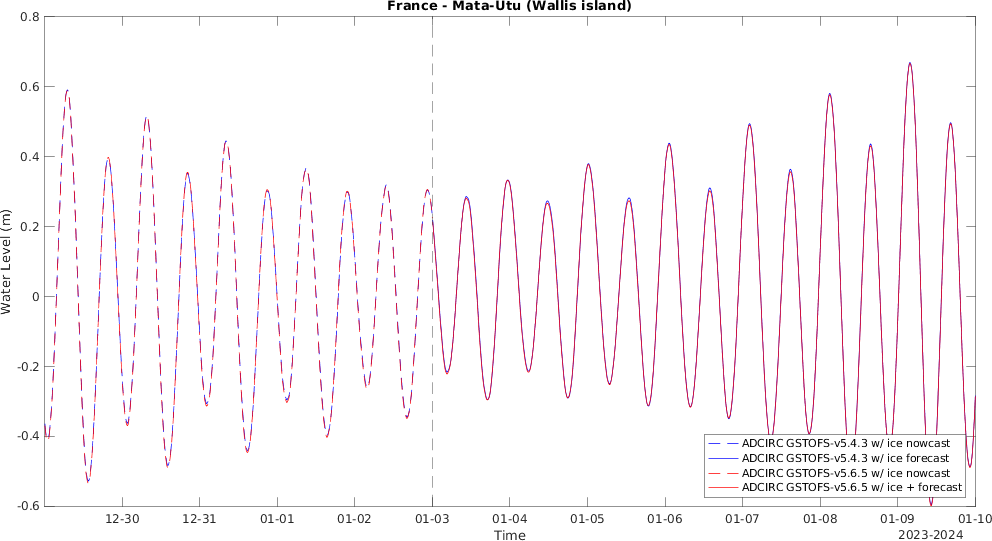 France - Mata-Utu (Wallis island)
0.8
0.6
0.4
0.2
0
-0.2
-0.4
-0.6
Water Level (m)
ADCIRC GSTOFS-v5.4.3 w/ ice nowcast
ADCIRC GSTOFS-v5.4.3 w/ ice forecast
ADCIRC GSTOFS-v5.6.5 w/ ice nowcast
ADCIRC GSTOFS-v5.6.5 w/ ice + forecast
12-30 12-31 01-01 01-02 01-03 01-04 01-05 01-06 01-07 01-08 01-09 01-10
Time
2023-2024